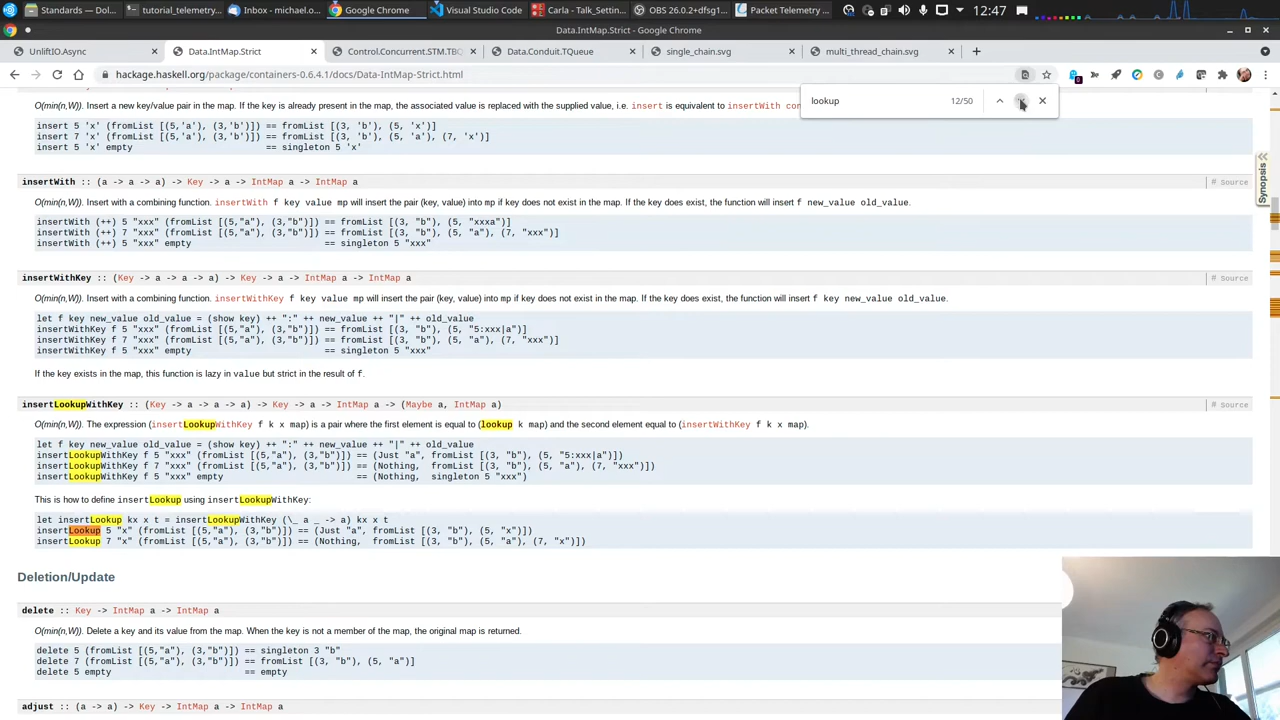 Standards
tutorial_telemetry...
Inbox - michael.o...
Google Chrome
Visual Studio Code
Carla - Talk_Setting...
OBS 26.0.2+dfsg1...
Packet Telemetry ...
12:47
Data.IntMap.Strict - Google Chrome
UnliftIO.Async
Data.IntMap.Strict
Control.Concurrent.STM.TBQ
Data.Conduit.TQueue
single_chain.svg
multi_thread_chain.svg
hackage.haskell.org/package/containers-0.6.4.1/docs/Data-IntMap-Strict.html
lookup
12/50
O(min(n,W)). Insert a new key/value pair in the map. If the key is already present in the map, the associated value is replaced with the supplied value, i.e. insert is equivalent to insertWith con
insert 5 'x' (fromList [(5,'a'), (3,'b')]) == fromList [(3, 'b'), (5, 'x')]
insert 7 'x' (fromList [(5,'a'), (3,'b')]) == fromList [(3, 'b'), (5, 'a'), (7, 'x')]
insert 5 'x' empty == singleton 5 'x'
Synopsis
insertWith :: (a -> a -> a) -> Key -> a -> IntMap a -> IntMap a
# Source
O(min(n,W)). Insert with a combining function. insertWith f key value mp will insert the pair (key, value) into mp if key does not exist in the map. If the key does exist, the function will insert f new_value old_value.
insertWith (++) 5 "xxx" (fromList [(5,"a"), (3,"b")]) == fromList [(3, "b"), (5, "xxxa")]
insertWith (++) 7 "xxx" (fromList [(5,"a"), (3,"b")]) == fromList [(3, "b"), (5, "a"), (7, "xxx")]
insertWith (++) 5 "xxx" empty == singleton 5 "xxx"
insertWithKey :: (Key -> a -> a -> a) -> Key -> a -> IntMap a -> IntMap a
# Source
O(min(n,W)). Insert with a combining function. insertWithKey f key value mp will insert the pair (key, value) into mp if key does not exist in the map. If the key does exist, the function will insert f key new_value old_value.
let f key new_value old_value = (show key) ++ ":" ++ new_value ++ "|" ++ old_value
insertWithKey f 5 "xxx" (fromList [(5,"a"), (3,"b")]) == fromList [(3, "b"), (5, "5:xxx|a")]
insertWithKey f 7 "xxx" (fromList [(5,"a"), (3,"b")]) == fromList [(3, "b"), (5, "a"), (7, "xxx")]
insertWithKey f 5 "xxx" empty == singleton 5 "xxx"
If the key exists in the map, this function is lazy in value but strict in the result of f.
insertLookupWithKey :: (Key -> a -> a -> a) -> Key -> a -> IntMap a -> (Maybe a, IntMap a)
# Source
O(min(n,W)). The expression (insertLookupWithKey f k x map) is a pair where the first element is equal to (lookup k map) and the second element equal to (insertWithKey f k x map).
let f key new_value old_value = (show key) ++ ":" ++ new_value ++ "|" ++ old_value
insertLookupWithKey f 5 "xxx" (fromList [(5,"a"), (3,"b")]) == (Just "a", fromList [(3, "b"), (5, "5:xxx|a")])
insertLookupWithKey f 7 "xxx" (fromList [(5,"a"), (3,"b")]) == (Nothing, fromList [(3, "b"), (5, "a"), (7, "xxx")])
insertLookupWithKey f 5 "xxx" empty == (Nothing, singleton 5 "xxx")
This is how to define insertLookup using insertLookupWithKey:
let insertLookup kx x t = insertLookupWithKey (\_ a _ -> a) kx x t
insertLookup 5 "x" (fromList [(5,"a"), (3,"b")]) == (Just "a", fromList [(3, "b"), (5, "x")])
insertLookup 7 "x" (fromList [(5,"a"), (3,"b")]) == (Nothing, fromList [(3, "b"), (5, "a"), (7, "x")])
Deletion/Update
delete :: Key -> IntMap a -> IntMap a
O(min(n,W)). Delete a key and its value from the map. When the key is not a member of the map, the original map is returned.
delete 5 (fromList [(5,"a"), (3,"b")]) == singleton 3 "b"
delete 7 (fromList [(5,"a"), (3,"b")]) == fromList [(3, "b"), (5, "a")]
delete 5 empty == empty
adjust :: (a -> a) -> Key -> IntMap a -> IntMap a